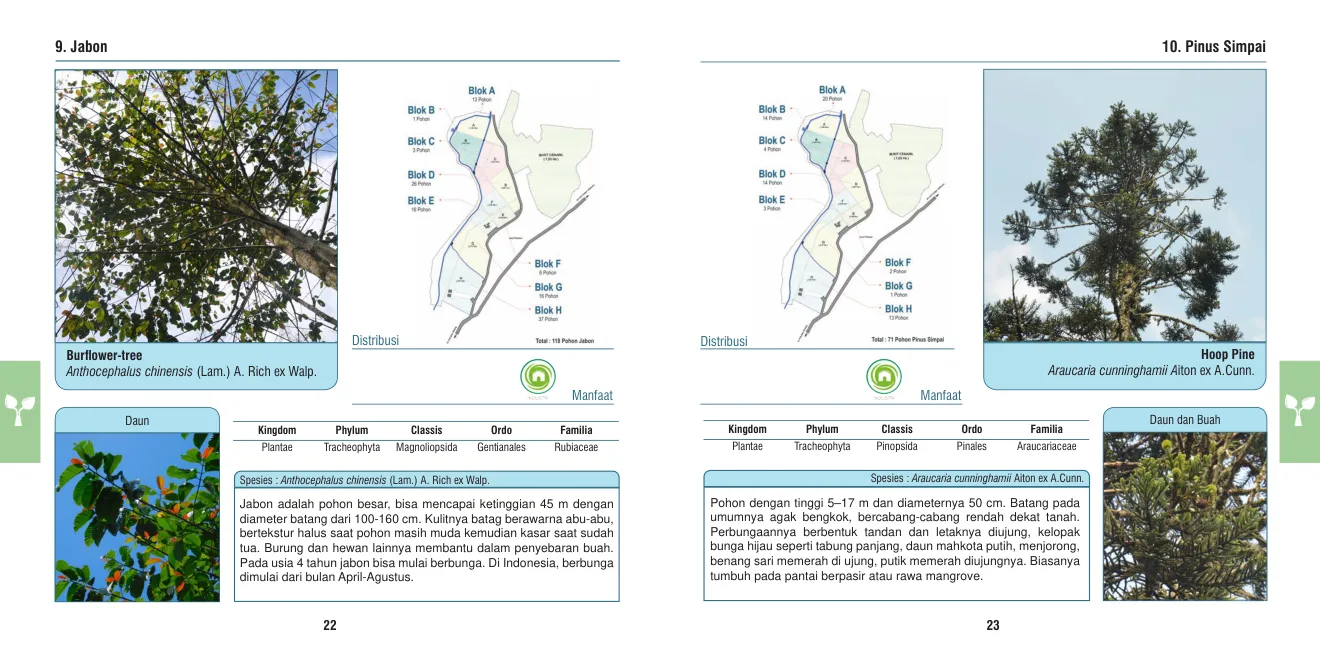 9. Jabon
Blok A
13 Pohon
Blok B
1 Pohon
Blok C
3 Pohon
Blok D
26 Pohon
Blok E
16 Pohon
Blok F
6 Pohon
Blok G
16 Pohon
Blok H
37 Pohon
Distribusi
Total : 118 Pohon Jabon
Burflower-tree
Anthocephalus chinensis (Lam.) A. Rich ex Walp.
Manfaat
Daun
Kingdom Phylum Classis Ordo Familia
Plantae Tracheophyta Magnoliopsida Gentianales Rubiaceae
Spesies : Anthocephalus chinensis (Lam.) A. Rich ex Walp.
Jabon adalah pohon besar, bisa mencapai ketinggian 45 m dengan
diameter batang dari 100-160 cm. Kulitnya batag berawarna abu-abu,
bertekstur halus saat pohon masih muda kemudian kasar saat sudah
tua. Burung dan hewan lainnya membantu dalam penyebaran buah.
Pada usia 4 tahun jabon bisa mulai berbunga. Di Indonesia, berbunga
dimulai dari bulan April-Agustus.
22
10. Pinus Simpai
Blok A
20 Pohon
Blok B
14 Pohon
Blok C
4 Pohon
Blok D
14 Pohon
Blok E
3 Pohon
Blok F
2 Pohon
Blok G
1 Pohon
Blok H
13 Pohon
Distribusi
Total : 71 Pohon Pinus Simpai
Hoop Pine
Araucaria cunninghamii Aiton ex A.Cunn.
Manfaat
Daun dan Buah
Kingdom Phylum Classis Ordo Familia
Plantae Tracheophyta Pinopsida Pinales Araucariaceae
Spesies : Araucaria cunninghamii Aiton ex A.Cunn.
Pohon dengan tinggi 5–17 m dan diameternya 50 cm. Batang pada
umumnya agak bengkok, bercabang-cabang rendah dekat tanah.
Perbungaannya berbentuk tandan dan letaknya diujung, kelopak
bunga hijau seperti tabung panjang, daun mahkota putih, menjorong,
benang sari memerah di ujung, putik memerah diujungnya. Biasanya
tumbuh pada pantai berpasir atau rawa mangrove.
23